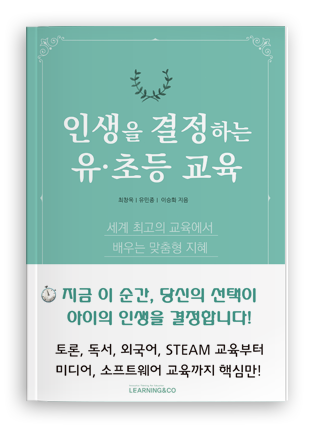 인생을 결정하는
유·초등 교육
최창욱 | 유민종 | 이승화 지음
세계 최고의 교육에서
배우는 맞춤형 지혜
지금 이 순간, 당신의 선택이
아이의 인생을 결정합니다!
토론, 독서, 외국어, STEAM 교육부터
미디어, 소프트웨어 교육까지 핵심만!
LEARNING&CO